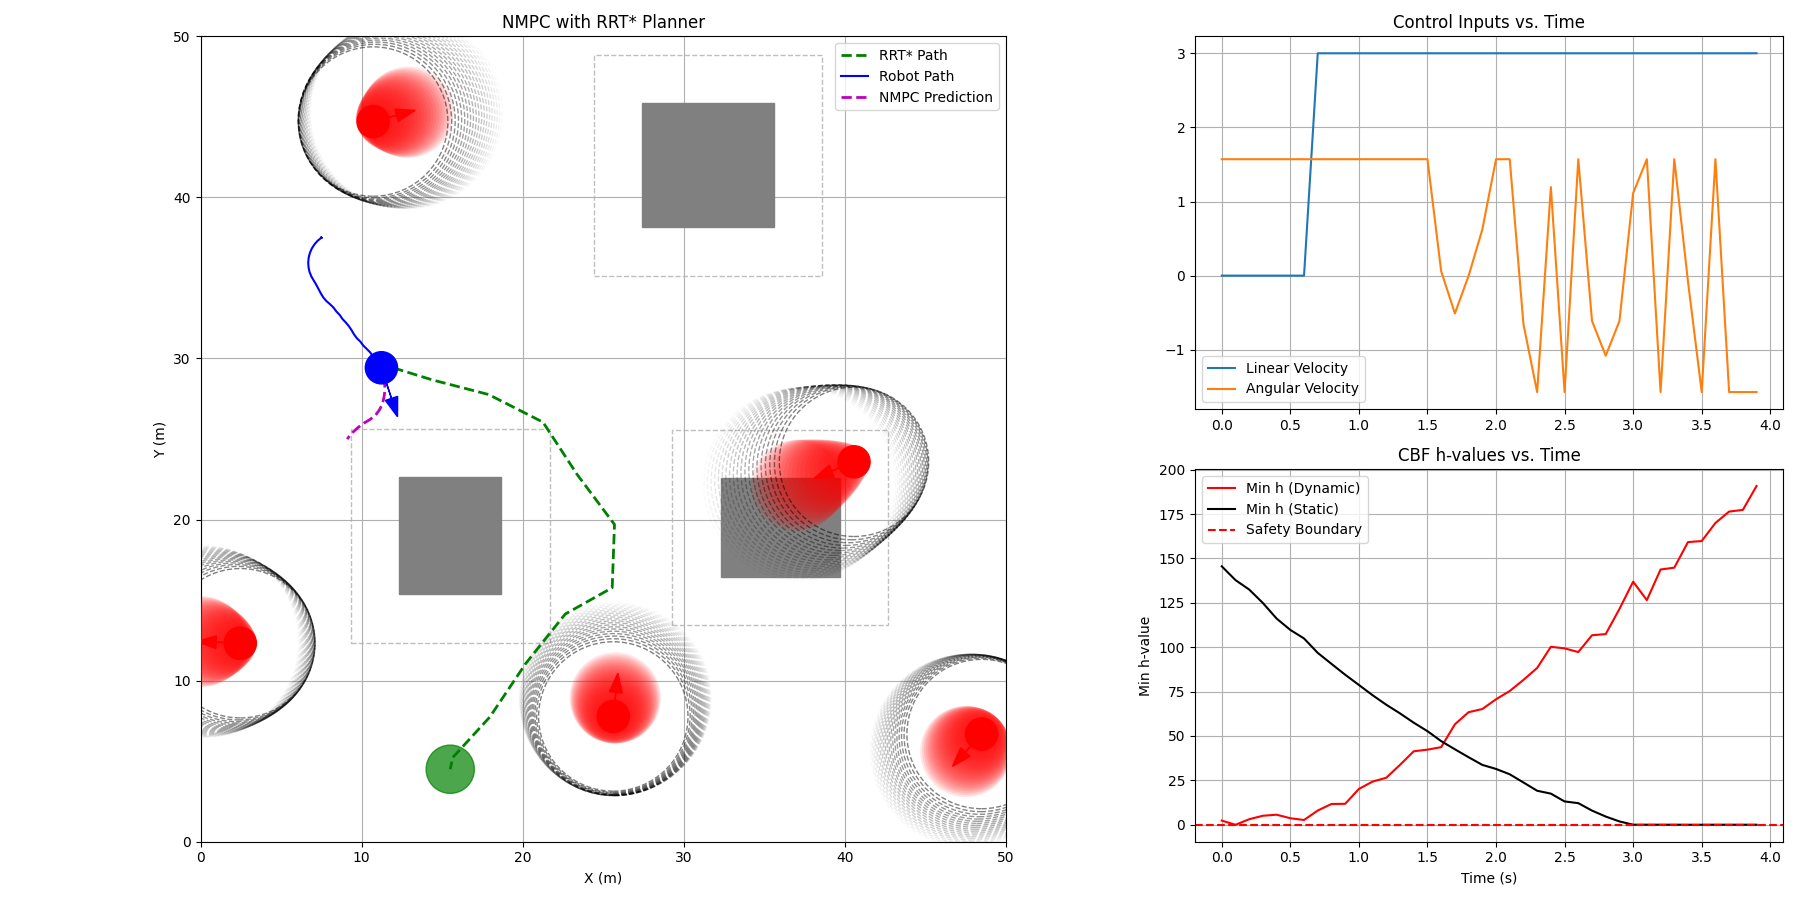 NMPC with RRT* Planner
RRT* Path
Robot Path
NMPC Prediction
50
40
30
20
10
0
Y (m)
0 10 20 30 40 50
X (m)
Control Inputs vs. Time
3
2
1
0
−1
Linear Velocity
Angular Velocity
0.0 0.5 1.0 1.5 2.0 2.5 3.0 3.5 4.0
CBF h-values vs. Time
Min h (Dynamic)
Min h (Static)
Safety Boundary
200
175
150
125
100
75
50
25
0
Min h-value
0.0 0.5 1.0 1.5 2.0 2.5 3.0 3.5 4.0
Time (s)